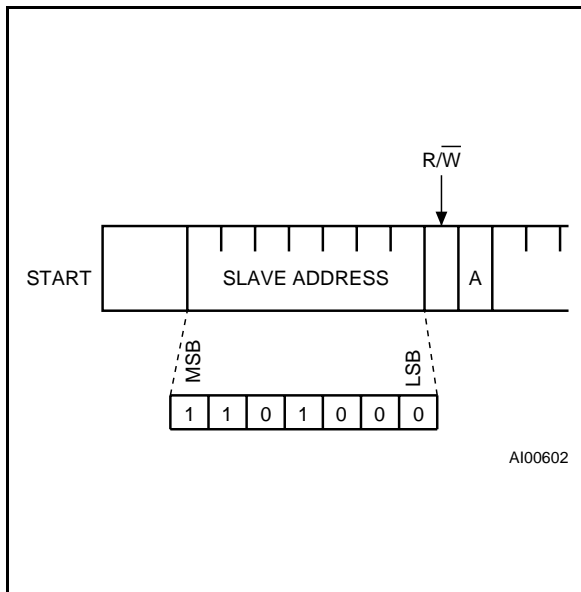 R/W̅
START SLAVE ADDRESS A
MSB LSB
1 1 0 1 0 0 0
AI00602